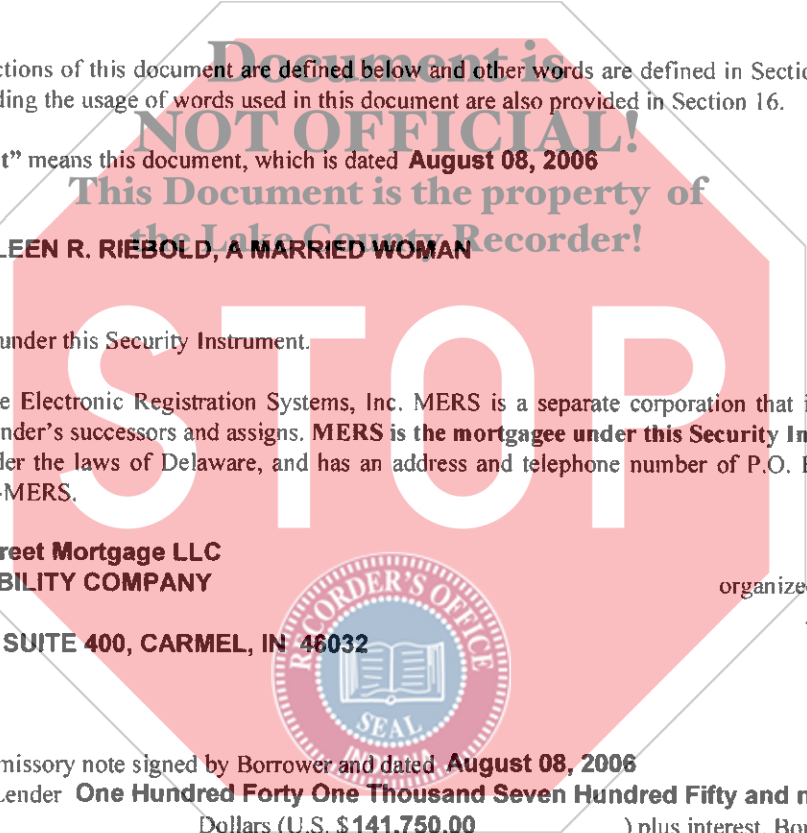 Document is
ctions of this document are defined below and other words are defined in Sectio
ding the usage of words used in this document are also provided in Section 16.
NOT OFFICIAL!
t” means this document, which is dated August 08, 2006
This Document is the property of
the Lake County Recorder!
LEEN R. RIEBOLD, A MARRIED WOMAN
STOP
under this Security Instrument.
e Electronic Registration Systems, Inc. MERS is a separate corporation that i
nder’s successors and assigns. MERS is the mortgagee under this Security In
der the laws of Delaware, and has an address and telephone number of P.O. B
-MERS.
reet Mortgage LLC
BILITY COMPANY organized
SUITE 400, CARMEL, IN 46032
RECORDER'S OFFICE
SEAL
INDIANA
missory note signed by Borrower and dated August 08, 2006
Lender One Hundred Forty One Thousand Seven Hundred Fifty and n
Dollars (U.S. $141,750.00 ) plus interest. Bor